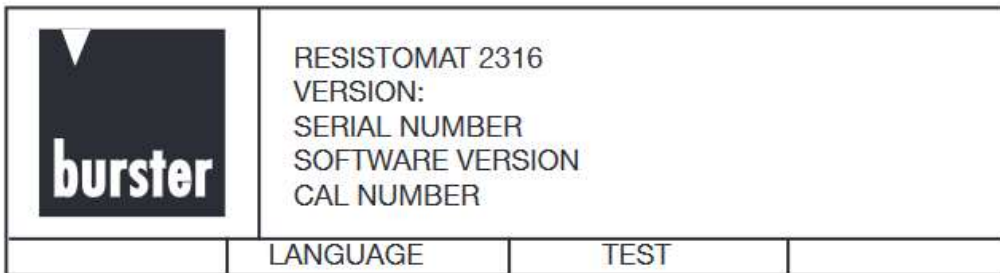 burster
RESISTOMAT 2316
VERSION:
SERIAL NUMBER
SOFTWARE VERSION
CAL NUMBER
LANGUAGE TEST